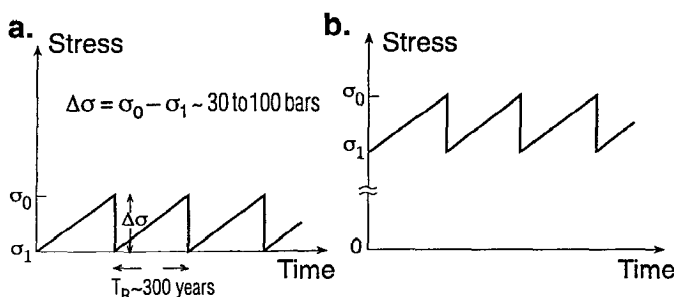 a.
Stress
Δσ = σ₀ – σ₁ ~ 30 to 100 bars
σ₀
Δσ
σ₁
Time
T_R~300 years
b.
Stress
σ₀
σ₁
0
Time